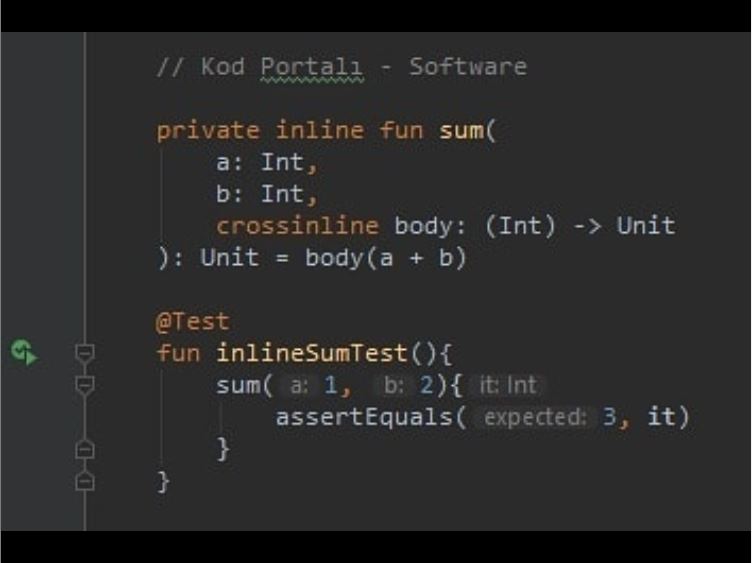 // Kod Portalı - Software
private inline fun sum(
a: Int,
b: Int,
crossinline body: (Int) -> Unit
): Unit = body(a + b)
@Test
fun inlineSumTest(){
sum( a: 1, b: 2){ it: Int
assertEquals( expected: 3, it)
}
}